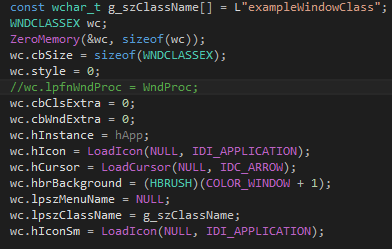 const wchar_t g_szClassName[] = L"exampleWindowClass";
WNDCLASSEX wc;
ZeroMemory(&wc, sizeof(wc));
wc.cbSize = sizeof(WNDCLASSEX);
wc.style = 0;
//wc.lpfnWndProc = WndProc;
wc.cbClsExtra = 0;
wc.cbWndExtra = 0;
wc.hInstance = hApp;
wc.hIcon = LoadIcon(NULL, IDI_APPLICATION);
wc.hCursor = LoadCursor(NULL, IDC_ARROW);
wc.hbrBackground = (HBRUSH)(COLOR_WINDOW + 1);
wc.lpszMenuName = NULL;
wc.lpszClassName = g_szClassName;
wc.hIconSm = LoadIcon(NULL, IDI_APPLICATION);